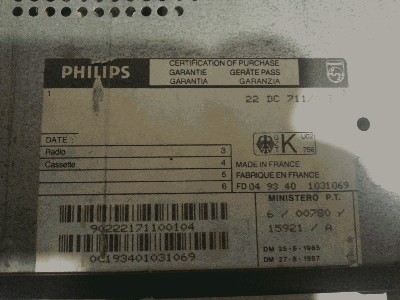 PHILIPS
CERTIFICATION OF PURCHASE
GARANTIE GERÄTE PASS
GARANTIA GARANZIA
1
22 DC 711/
DATE :
Radio 3
Cassette 4
5
6
K
MADE IN FRANCE
FABRIQUE EN FRANCE
FD 04 93 40 1031069
MINISTERO P.T.
6 / 00780 /
15921 / A
DM 25-6-1985
DM 27-8-1987
90222171100104
0C193401031069